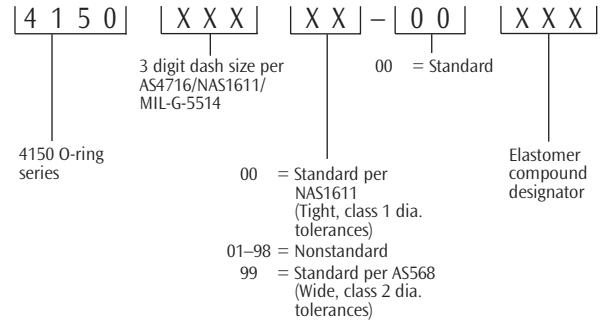 4 1 5 0 X X X X X – 0 0 X X X
3 digit dash size per
AS4716/NAS1611/
MIL-G-5514
00 = Standard
4150 O-ring
series
00 = Standard per
NAS1611
(Tight, class 1 dia.
tolerances)
01–98 = Nonstandard
99 = Standard per AS568
(Wide, class 2 dia.
tolerances)
Elastomer
compound
designator